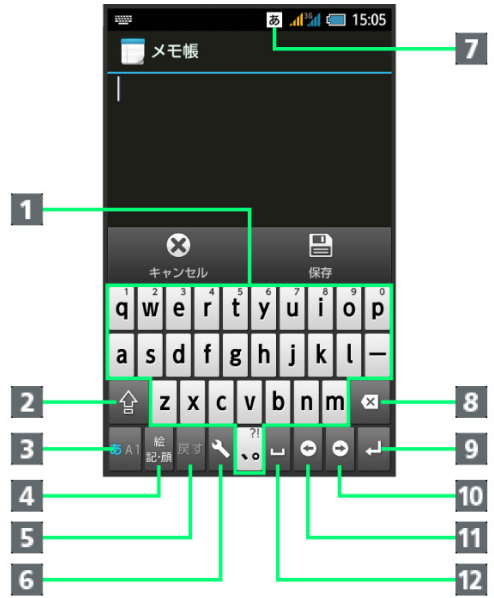 あ 3G 15:05
7
メモ帳
1
キャンセル 保存
1 2 3 4 5 6 7 8 9 0
q w e r t y u i o p
a s d f g h j k l ー
2 z x c v b n m 8
3 あA1 絵 戻す ?! 9
記・顔 、。
4 10
5 11
6 12